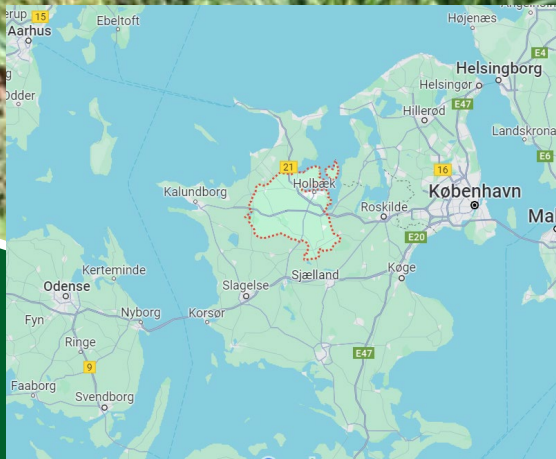 15
Ebeltoft
Højenæs
Aarhus
E4
Helsingborg
Helsingør
E47
Odder
Hillerød
Landskrona
E6
21
16
Holbæk
København
Kalundborg
Roskilde
E20
Kerteminde
Sjælland
Køge
Odense
Slagelse
Nyborg
Korsør
Fyn
Ringe
E47
9
Faaborg
Svendborg